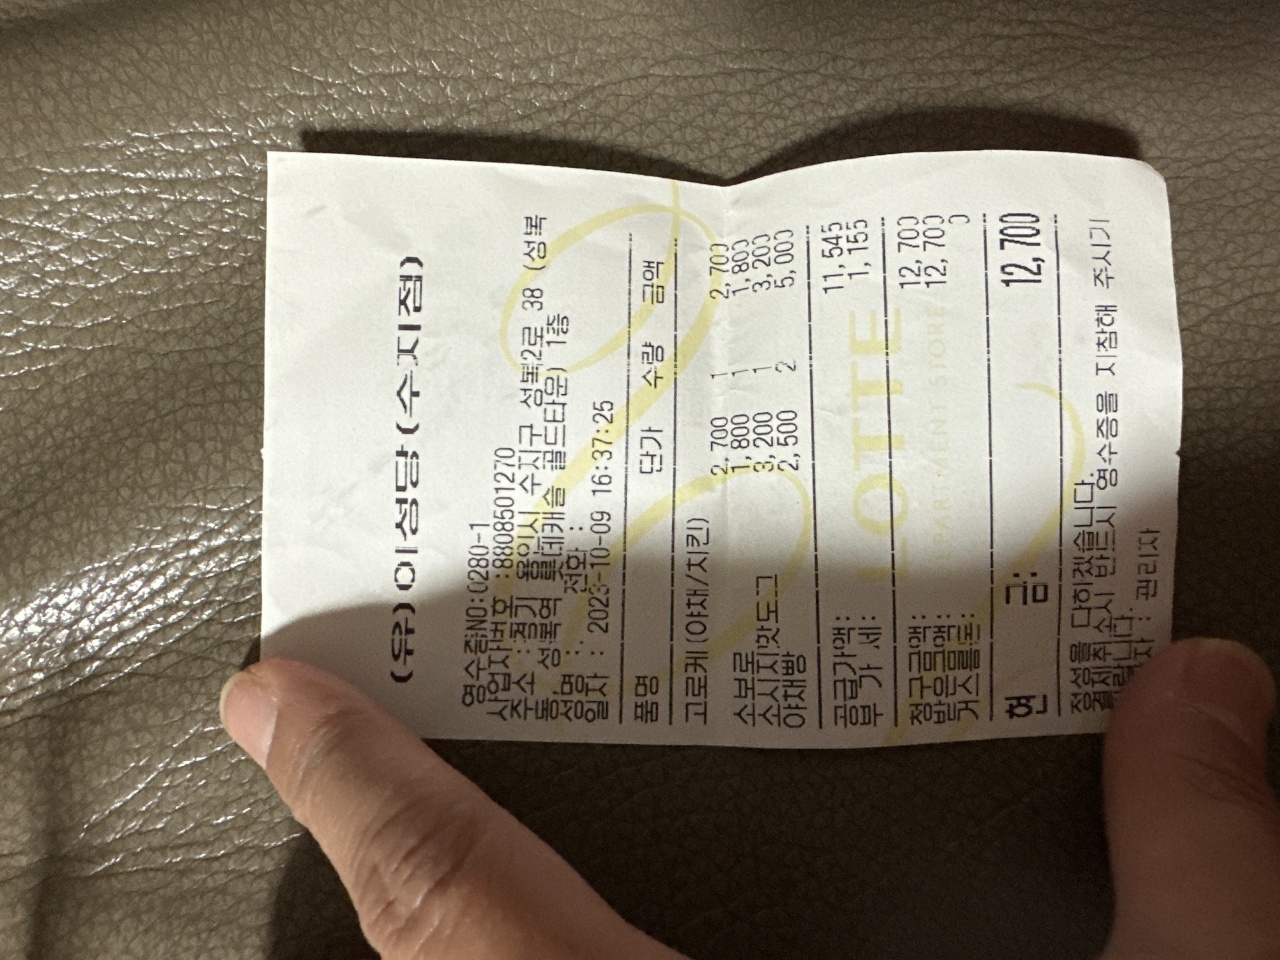 (유)이성당(수지점)
영수증NO:0280-1
사업자번호 :8808501270
주소 :경기 용인시 수지구 성복2로 38 (성복
동, 성복역 롯데캐슬 골드타운) 1층
성명 : 전화 :
일자 : 2023-10-09 16:37:25
품명 단가 수량 금액
고로케(야채/치킨)
2,700 1 2,700
소보로 1,800 1 1,800
소시지핫도그 3,200 1 3,200
야채빵 2,500 2 5,000
공급가액: 11,545
부 가 세: 1,155
청구금액: 12,700
받은금액: 12,700
거스름돈: 0
현 금: 12,700
정성을 다하겠습니다.
결제취소시 반드시 영수증을 지참해 주시기
바랍니다.
: 관리자
LOTTE
DEPARTMENT STORE